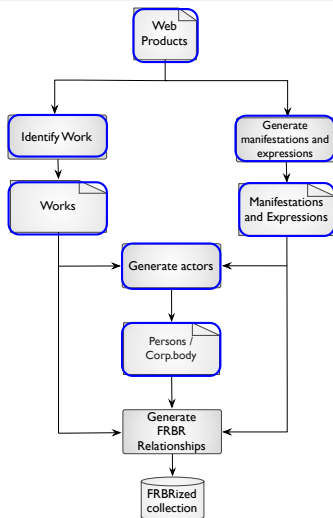 Web
Products
Identify Work
Generate
manifestations and
expressions
Works
Manifestations
and Expressions
Generate actors
Persons /
Corp.body
Generate
FRBR
Relationships
FRBRized
collection